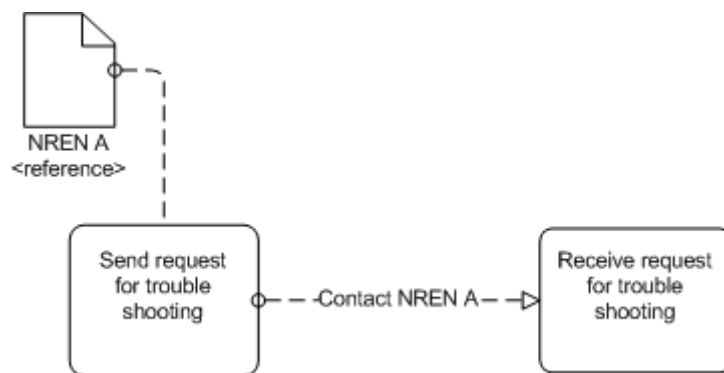 NREN A
<reference>
Send request
for trouble
shooting
Contact NREN A
Receive request
for trouble
shooting